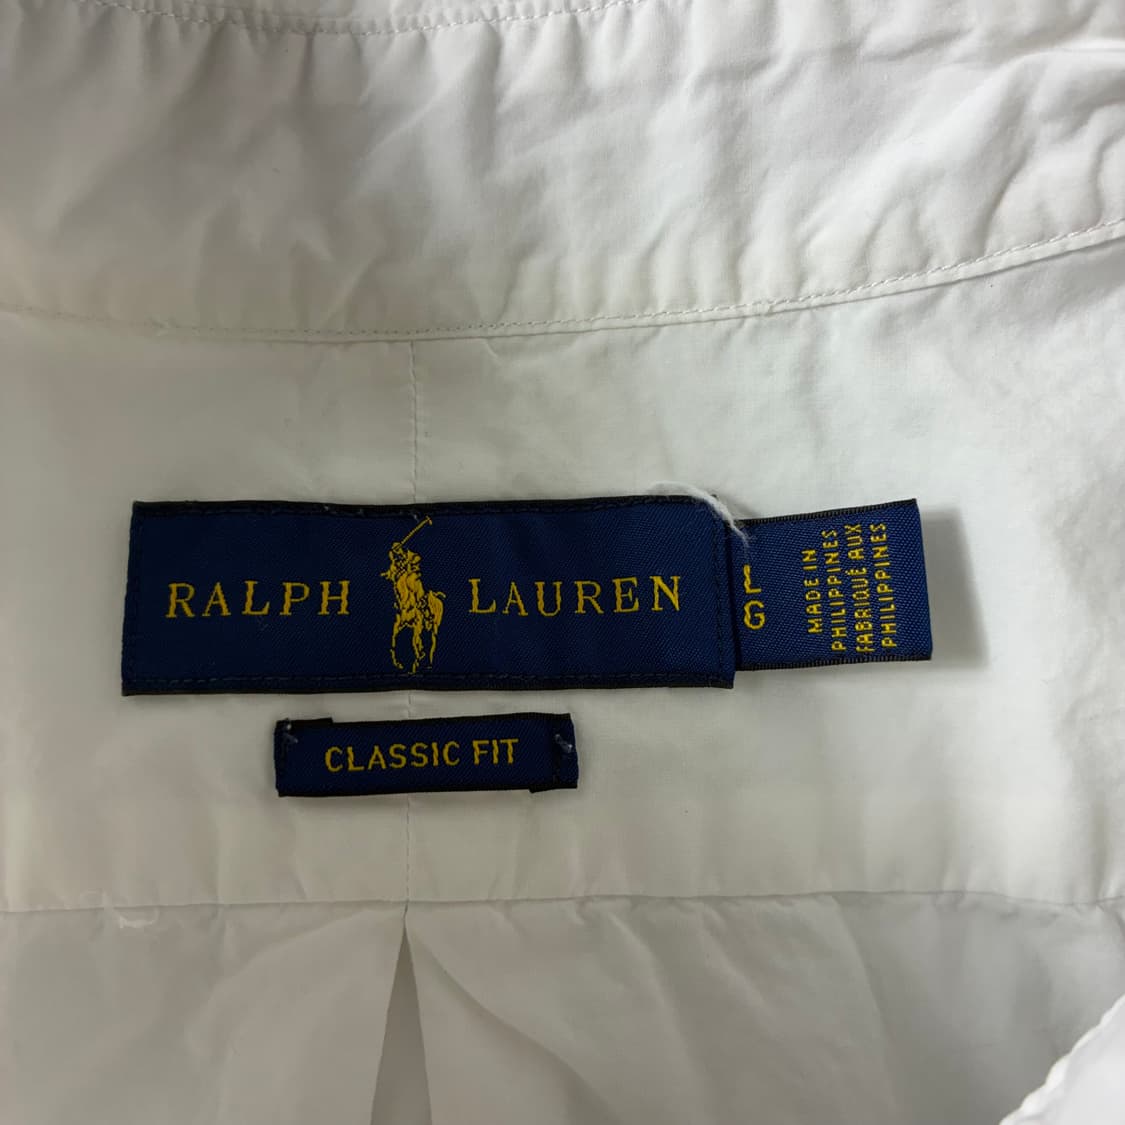 RALPH LAUREN
L
G
MADE IN
PHILIPPINES
FABRIQUÉ AUX
PHILIPPINES
CLASSIC FIT